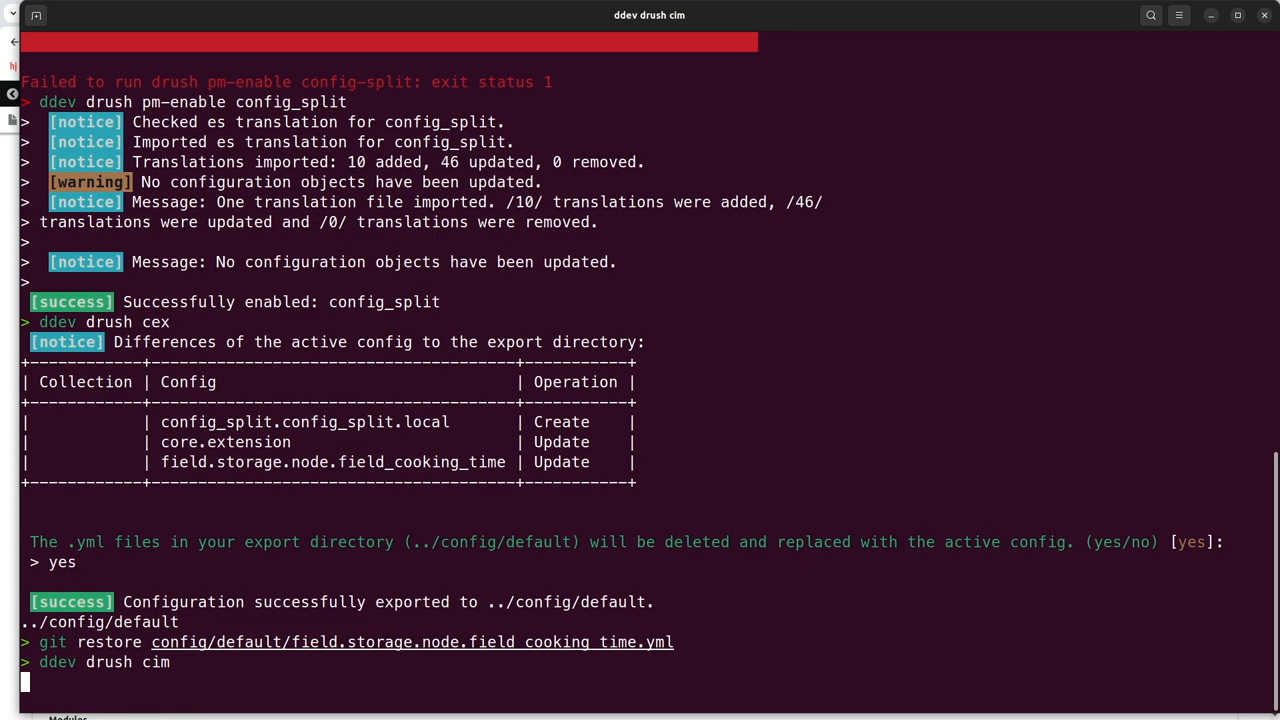 ddev drush cim
hj
Failed to run drush pm-enable config-split: exit status 1
> ddev drush pm-enable config_split
>  [notice] Checked es translation for config_split.
>  [notice] Imported es translation for config_split.
>  [notice] Translations imported: 10 added, 46 updated, 0 removed.
>  [warning] No configuration objects have been updated.
>  [notice] Message: One translation file imported. /10/ translations were added, /46/
> translations were updated and /0/ translations were removed.
>
>  [notice] Message: No configuration objects have been updated.
>
[success] Successfully enabled: config_split
> ddev drush cex
[notice] Differences of the active config to the export directory:
+------------+----------------------------------------+-----------+
| Collection | Config                                 | Operation |
+------------+----------------------------------------+-----------+
|            | config_split.config_split.local        | Create    |
|            | core.extension                         | Update    |
|            | field.storage.node.field_cooking_time | Update    |
+------------+----------------------------------------+-----------+
The .yml files in your export directory (../config/default) will be deleted and replaced with the active config. (yes/no) [yes]:
> yes
[success] Configuration successfully exported to ../config/default.
../config/default
> git restore config/default/field.storage.node.field_cooking_time.yml
> ddev drush cim
Modules